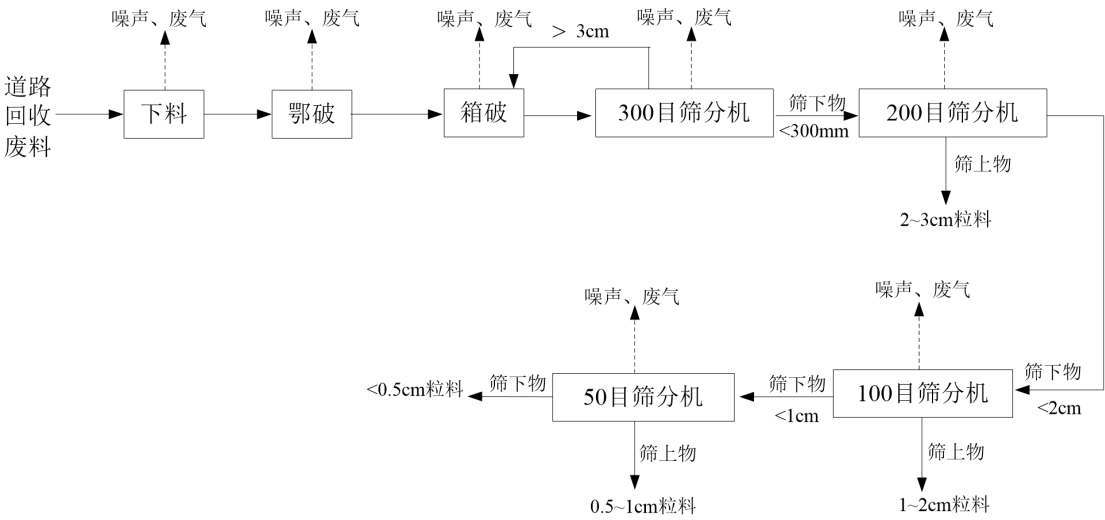 噪声、废气
噪声、废气
噪声、废气
噪声、废气
噪声、废气
> 3cm
道路
回收
废料
下料
鄂破
箱破
300目筛分机
筛下物
<300mm
200目筛分机
筛上物
2~3cm粒料
噪声、废气
噪声、废气
<0.5cm粒料
筛下物
50目筛分机
筛下物
<1cm
100目筛分机
筛下物
<2cm
筛上物
0.5~1cm粒料
筛上物
1~2cm粒料